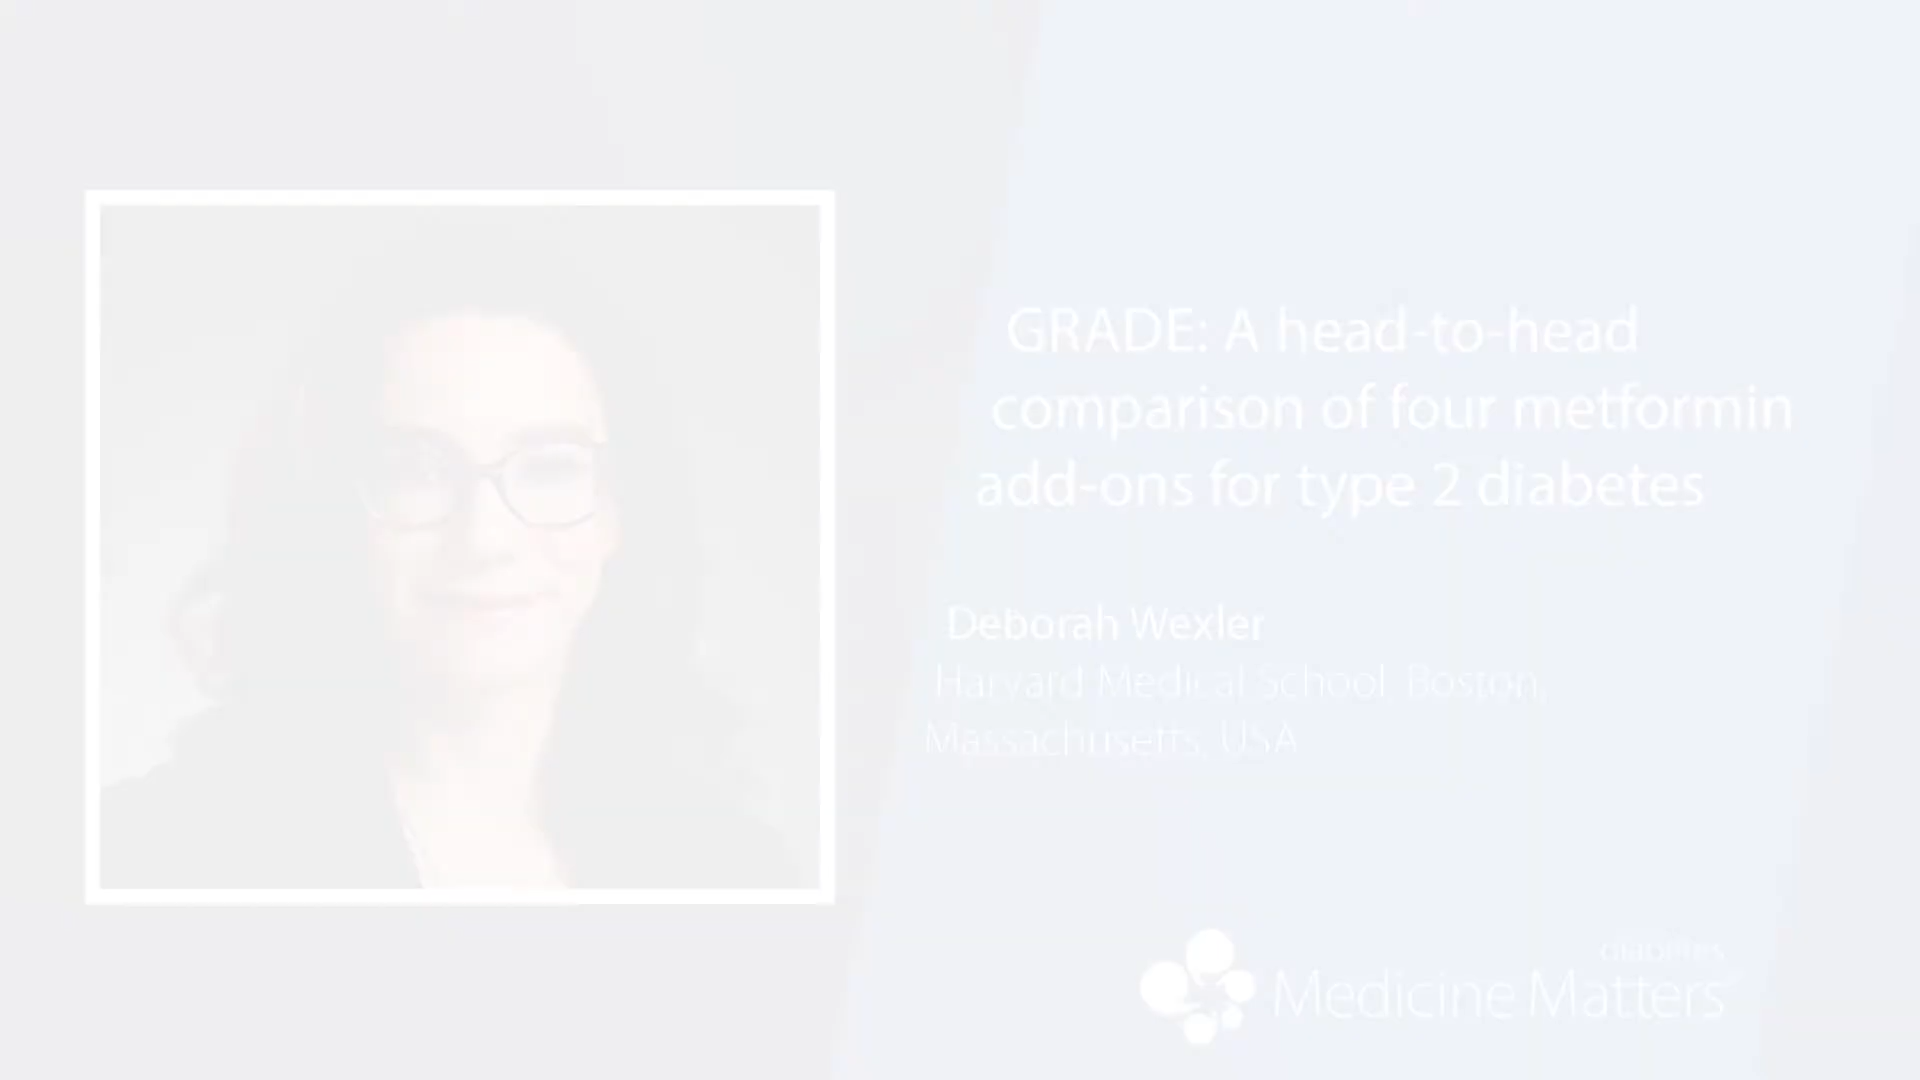 GRADE: A head-to-head
comparison of four metformin
add-ons for type 2 diabetes
Deborah Wexler
Harvard Medical School, Boston,
Massachusetts, USA
diabetes
Medicine Matters